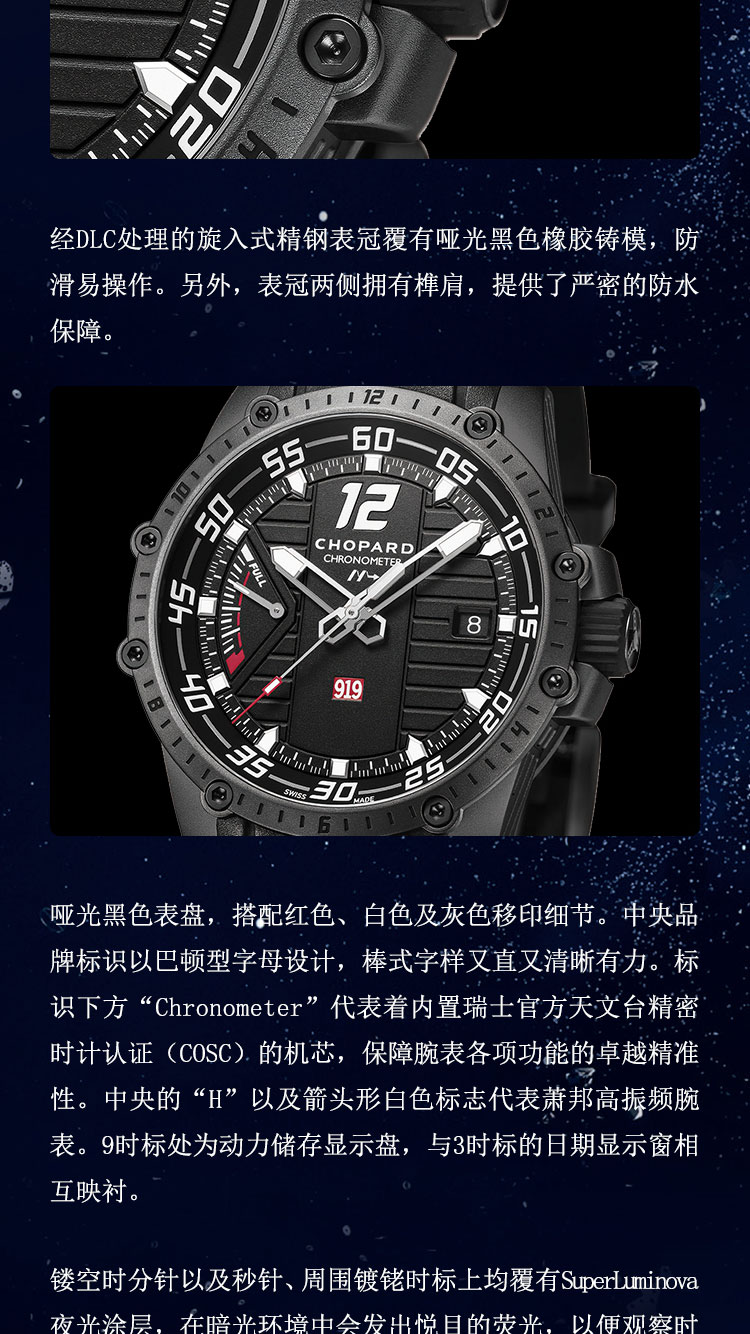 20
经DLC处理的旋入式精钢表冠覆有哑光黑色橡胶铸模，防
滑易操作。另外，表冠两侧拥有榫肩，提供了严密的防水
保障。
12
60
55
05
10
12
50
10
2
CHOPARD
CHRONOMETER
FULL
45
8
15
919
40
20
8
4
35
25
30
SWISS
MADE
6
哑光黑色表盘，搭配红色、白色及灰色移印细节。中央品
牌标识以巴顿型字母设计，棒式字样又直又清晰有力。标
识下方“Chronometer”代表着内置瑞士官方天文台精密
时计认证（COSC）的机芯，保障腕表各项功能的卓越精准
性。中央的“H”以及箭头形白色标志代表萧邦高振频腕
表。9时标处为动力储存显示盘，与3时标的日期显示窗相
互映衬。
镂空时分针以及秒针、周围镀铑时标上均覆有SuperLuminova
夜光涂层，在暗光环境中会发出悦目的荧光，以便观察时